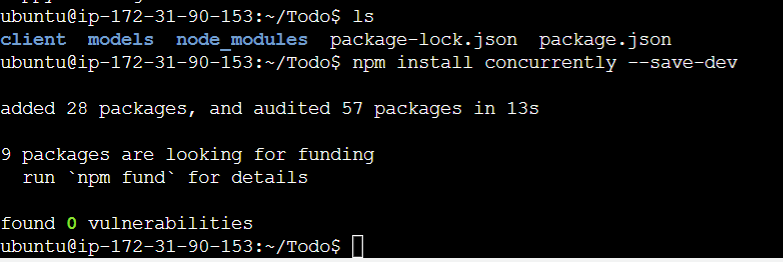 ubuntu@ip-172-31-90-153:~/Todo$ ls
client  models  node_modules  package-lock.json  package.json
ubuntu@ip-172-31-90-153:~/Todo$ npm install concurrently --save-dev
added 28 packages, and audited 57 packages in 13s
9 packages are looking for funding
  run `npm fund` for details
found 0 vulnerabilities
ubuntu@ip-172-31-90-153:~/Todo$